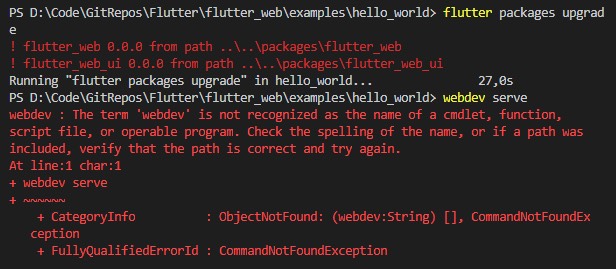 PS D:\Code\GitRepos\Flutter\flutter_web\examples\hello_world> flutter packages upgrad
e
! flutter_web 0.0.0 from path ..\..\packages\flutter_web
! flutter_web_ui 0.0.0 from path ..\..\packages\flutter_web_ui
Running "flutter packages upgrade" in hello_world... 27,0s
PS D:\Code\GitRepos\Flutter\flutter_web\examples\hello_world> webdev serve
webdev : The term 'webdev' is not recognized as the name of a cmdlet, function,
script file, or operable program. Check the spelling of the name, or if a path was
included, verify that the path is correct and try again.
At line:1 char:1
+ webdev serve
+ ~~~~~~
+ CategoryInfo : ObjectNotFound: (webdev:String) [], CommandNotFoundEx
ception
+ FullyQualifiedErrorId : CommandNotFoundException